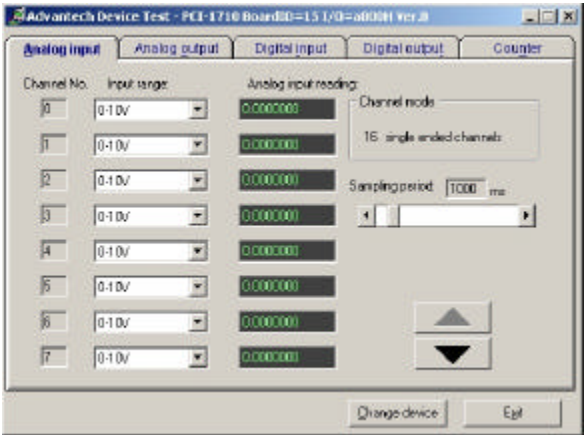 Advantech Device Test - PCI-1710 BoardID=15 I/O=a000H Ver.B
Analog input Analog output Digital input Digital output Counter
Channel No. Input range: Analog input reading:
Channel mode
0 0-10V 0.0000000
16 single ended channels
1 0-10V 0.0000000
2 0-10V 0.0000000
Sampling period: 1000 ms
3 0-10V 0.0000000
4 0-10V 0.0000000
5 0-10V 0.0000000
6 0-10V 0.0000000
7 0-10V 0.0000000
Change device Exit